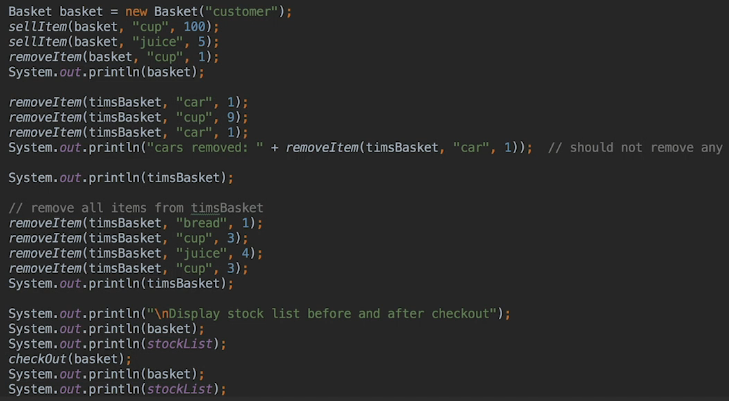 Basket basket = new Basket("customer");
sellItem(basket, "cup", 100);
sellItem(basket, "juice", 5);
removeItem(basket, "cup", 1);
System.out.println(basket);
removeItem(timsBasket, "car", 1);
removeItem(timsBasket, "cup", 9);
removeItem(timsBasket, "car", 1);
System.out.println("cars removed: " + removeItem(timsBasket, "car", 1));  // should not remove any
System.out.println(timsBasket);
// remove all items from timsBasket
removeItem(timsBasket, "bread", 1);
removeItem(timsBasket, "cup", 3);
removeItem(timsBasket, "juice", 4);
removeItem(timsBasket, "cup", 3);
System.out.println(timsBasket);
System.out.println("\nDisplay stock list before and after checkout");
System.out.println(basket);
System.out.println(stockList);
checkOut(basket);
System.out.println(basket);
System.out.println(stockList);